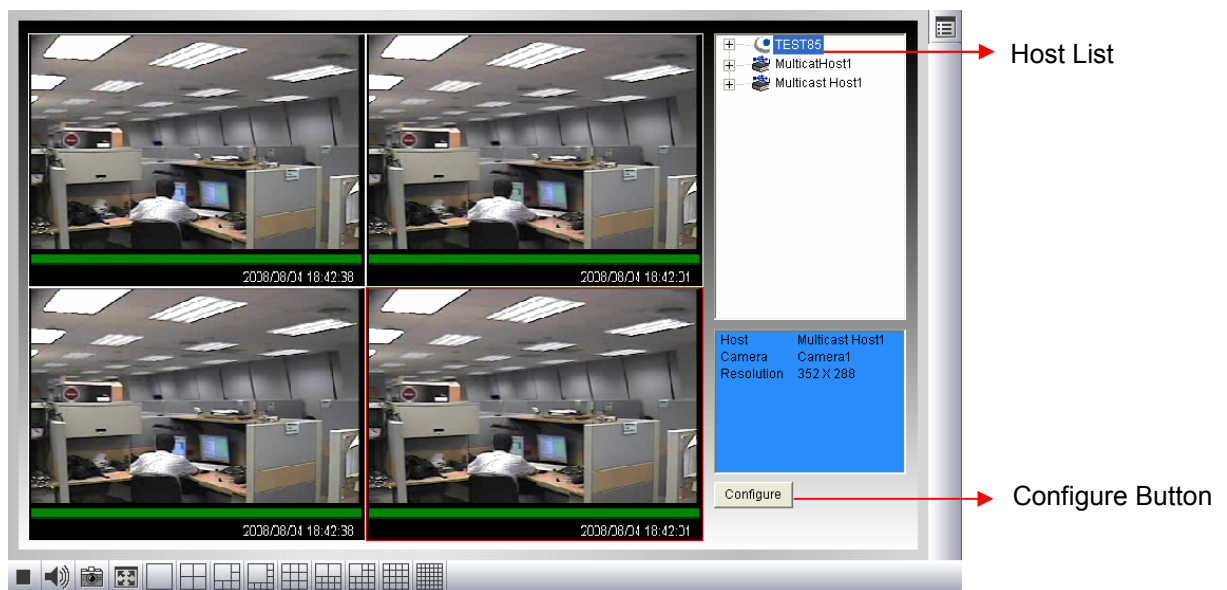 TEST85
MulticatHost1
Multicast Host1
Host List
2008/08/04 18:42:38
2008/08/04 18:42:01
Host Multicast Host1
Camera Camera1
Resolution 352 X 288
Configure
Configure Button
2008/08/04 18:42:38
2008/08/04 18:42:01